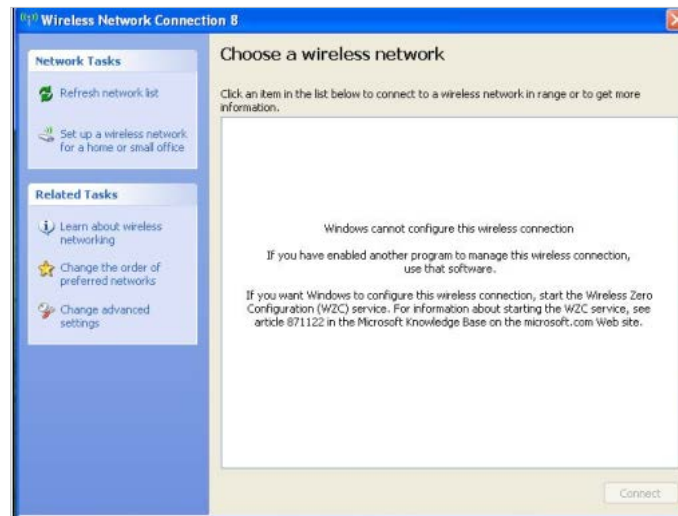 Wireless Network Connection 8
Network Tasks
Refresh network list
Set up a wireless network
for a home or small office
Related Tasks
Learn about wireless
networking
Change the order of
preferred networks
Change advanced
settings
Choose a wireless network
Click an item in the list below to connect to a wireless network in range or to get more
information.
Windows cannot configure this wireless connection
If you have enabled another program to manage this wireless connection,
use that software.
If you want Windows to configure this wireless connection, start the Wireless Zero
Configuration (WZC) service. For information about starting the WZC service, see
article 871122 in the Microsoft Knowledge Base on the microsoft.com Web site.
Connect